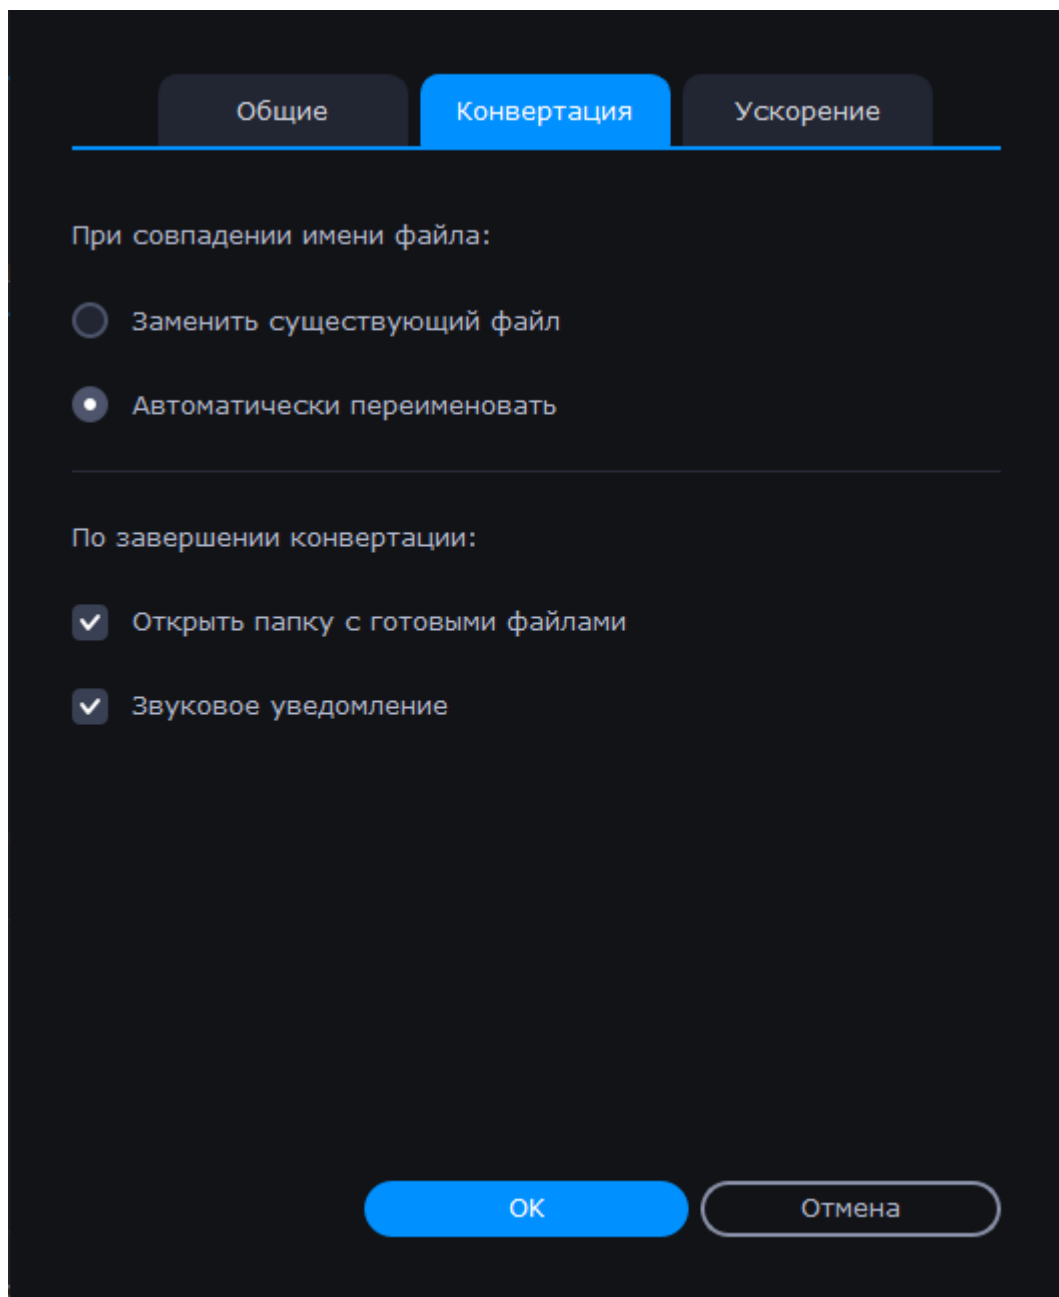 Общие Конвертация Ускорение
При совпадении имени файла:
Заменить существующий файл
Автоматически переименовать
По завершении конвертации:
Открыть папку с готовыми файлами
Звуковое уведомление
ОК Отмена